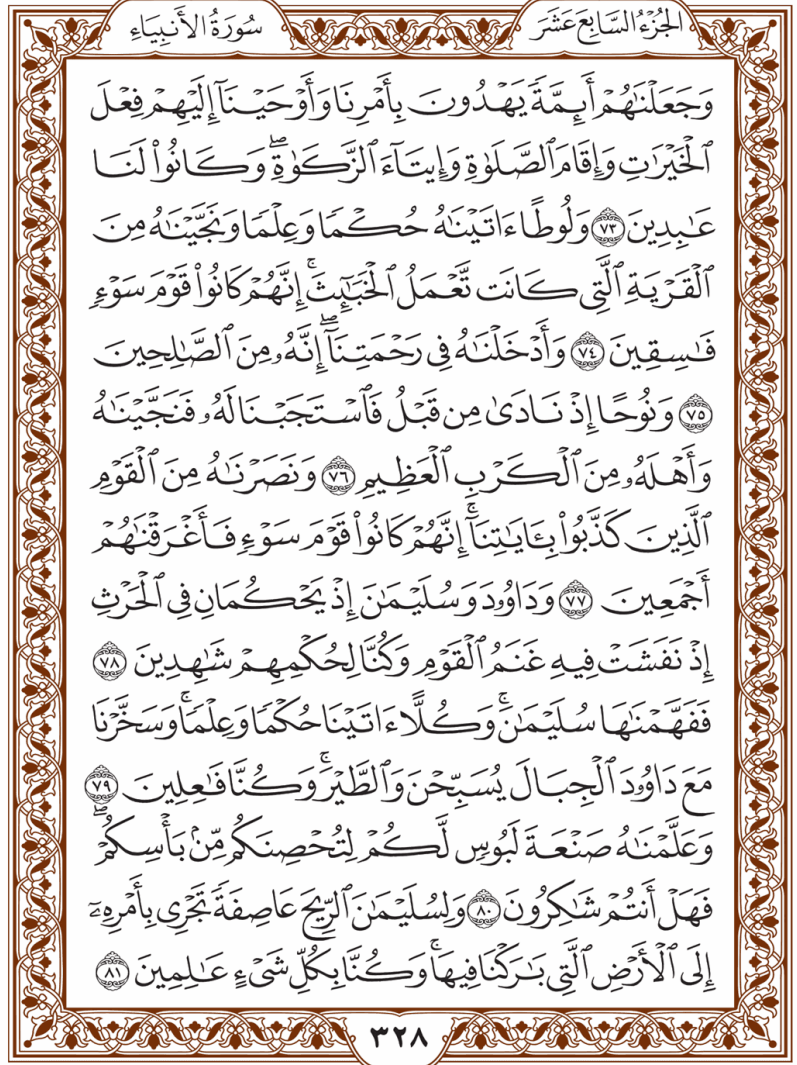 الجُزْءُ السَّابِعَ عَشَرَ
سُورَةُ الأَنبِيَاءِ
وَجَعَلْنَٰهُمْ أَئِمَّةً يَهْدُونَ بِأَمْرِنَا وَأَوْحَيْنَآ إِلَيْهِمْ فِعْلَ
ٱلْخَيْرَٰتِ وَإِقَامَ ٱلصَّلَوٰةِ وَإِيتَآءَ ٱلزَّكَوٰةِۖ وَكَانُوا۟ لَنَا
عَٰبِدِينَ ٧٣ وَلُوطًا ءَاتَيْنَٰهُ حُكْمًا وَعِلْمًا وَنَجَّيْنَٰهُ مِنَ
ٱلْقَرْيَةِ ٱلَّتِى كَانَت تَّعْمَلُ ٱلْخَبَٰٓئِثَۚ إِنَّهُمْ كَانُوا۟ قَوْمَ سَوْءٍ
فَٰسِقِينَ ٧٤ وَأَدْخَلْنَٰهُ فِى رَحْمَتِنَآۖ إِنَّهُۥ مِنَ ٱلصَّٰلِحِينَ
٧٥ وَنُوحًا إِذْ نَادَىٰ مِن قَبْلُ فَٱسْتَجَبْنَا لَهُۥ فَنَجَّيْنَٰهُ
وَأَهْلَهُۥ مِنَ ٱلْكَرْبِ ٱلْعَظِيمِ ٧٦ وَنَصَرْنَٰهُ مِنَ ٱلْقَوْمِ
ٱلَّذِينَ كَذَّبُوا۟ بِـَٔايَٰتِنَآۚ إِنَّهُمْ كَانُوا۟ قَوْمَ سَوْءٍ فَأَغْرَقْنَٰهُمْ
أَجْمَعِينَ ٧٧ وَدَاوُۥدَ وَسُلَيْمَٰنَ إِذْ يَحْكُمَانِ فِى ٱلْحَرْثِ
إِذْ نَفَشَتْ فِيهِ غَنَمُ ٱلْقَوْمِ وَكُنَّا لِحُكْمِهِمْ شَٰهِدِينَ ٧٨
فَفَهَّمْنَٰهَا سُلَيْمَٰنَۚ وَكُلًّا ءَاتَيْنَا حُكْمًا وَعِلْمًاۚ وَسَخَّرْنَا
مَعَ دَاوُۥدَ ٱلْجِبَالَ يُسَبِّحْنَ وَٱلطَّيْرَۚ وَكُنَّا فَٰعِلِينَ ٧٩
وَعَلَّمْنَٰهُ صَنْعَةَ لَبُوسٍ لَّكُمْ لِتُحْصِنَكُم مِّنۢ بَأْسِكُمْۖ
فَهَلْ أَنتُمْ شَٰكِرُونَ ٨٠ وَلِسُلَيْمَٰنَ ٱلرِّيحَ عَاصِفَةً تَجْرِى بِأَمْرِهِۦٓ
إِلَى ٱلْأَرْضِ ٱلَّتِى بَٰرَكْنَا فِيهَاۚ وَكُنَّا بِكُلِّ شَىْءٍ عَٰلِمِينَ ٨١
٣٢٨